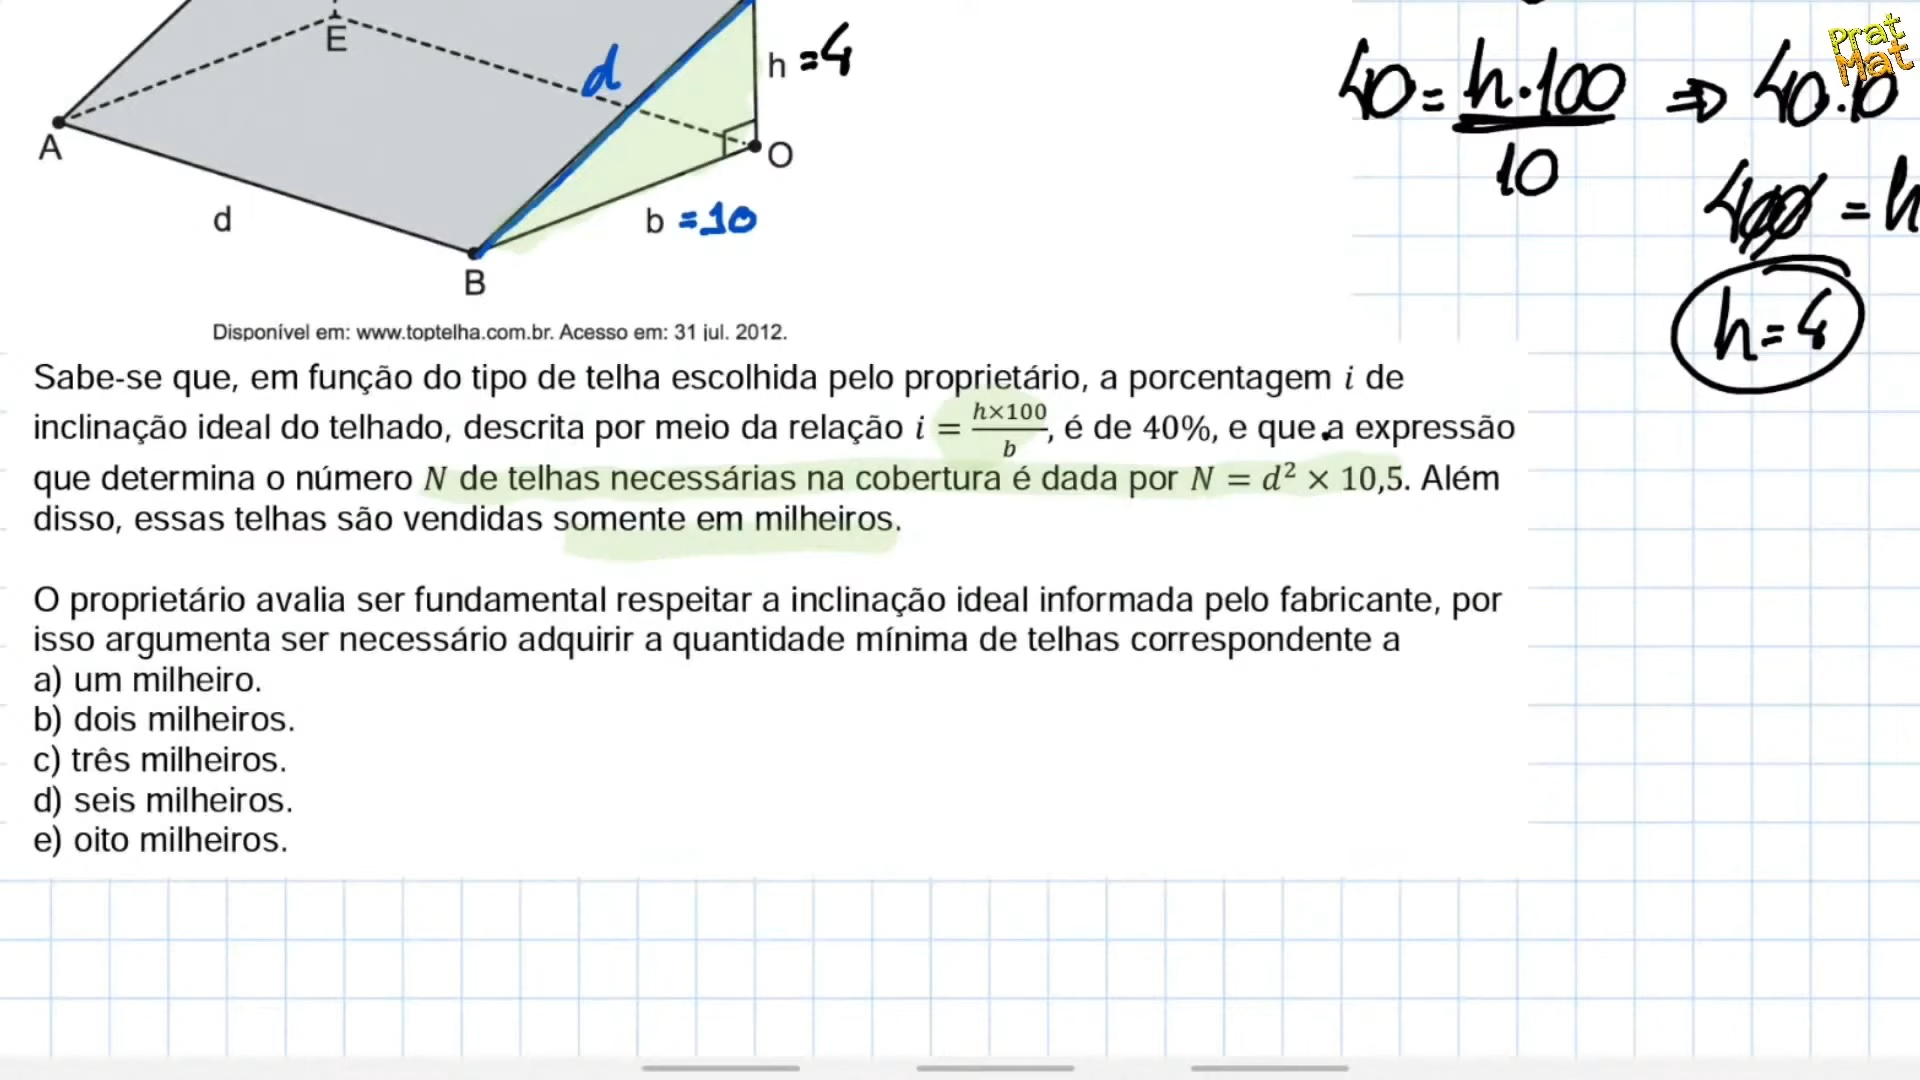 E
d
h =4
A
O
d
b =10
B
Disponível em: www.toptelha.com.br. Acesso em: 31 jul. 2012.
Prat
Mat
40 = h·100 / 10 ⇒ 40.10
400 = h
h=4
Sabe-se que, em função do tipo de telha escolhida pelo proprietário, a porcentagem i de
inclinação ideal do telhado, descrita por meio da relação i = h×100/b, é de 40%, e que a expressão
que determina o número N de telhas necessárias na cobertura é dada por N = d² × 10,5. Além
disso, essas telhas são vendidas somente em milheiros.
O proprietário avalia ser fundamental respeitar a inclinação ideal informada pelo fabricante, por
isso argumenta ser necessário adquirir a quantidade mínima de telhas correspondente a
a) um milheiro.
b) dois milheiros.
c) três milheiros.
d) seis milheiros.
e) oito milheiros.